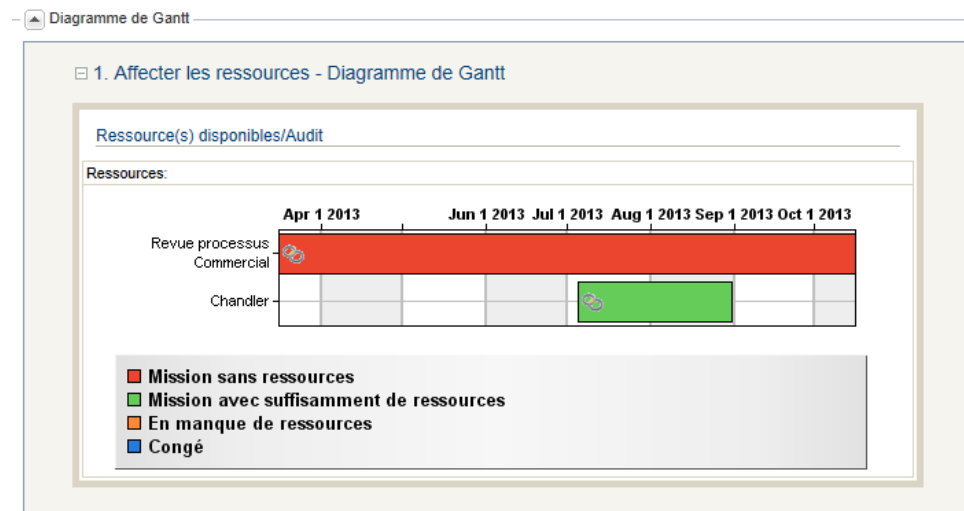 Diagramme de Gantt
1. Affecter les ressources - Diagramme de Gantt
Ressource(s) disponibles/Audit
Ressources:
Apr 1 2013 Jun 1 2013 Jul 1 2013 Aug 1 2013 Sep 1 2013 Oct 1 2013
Revue processus
Commercial
Chandler
Mission sans ressources
Mission avec suffisamment de ressources
En manque de ressources
Congé